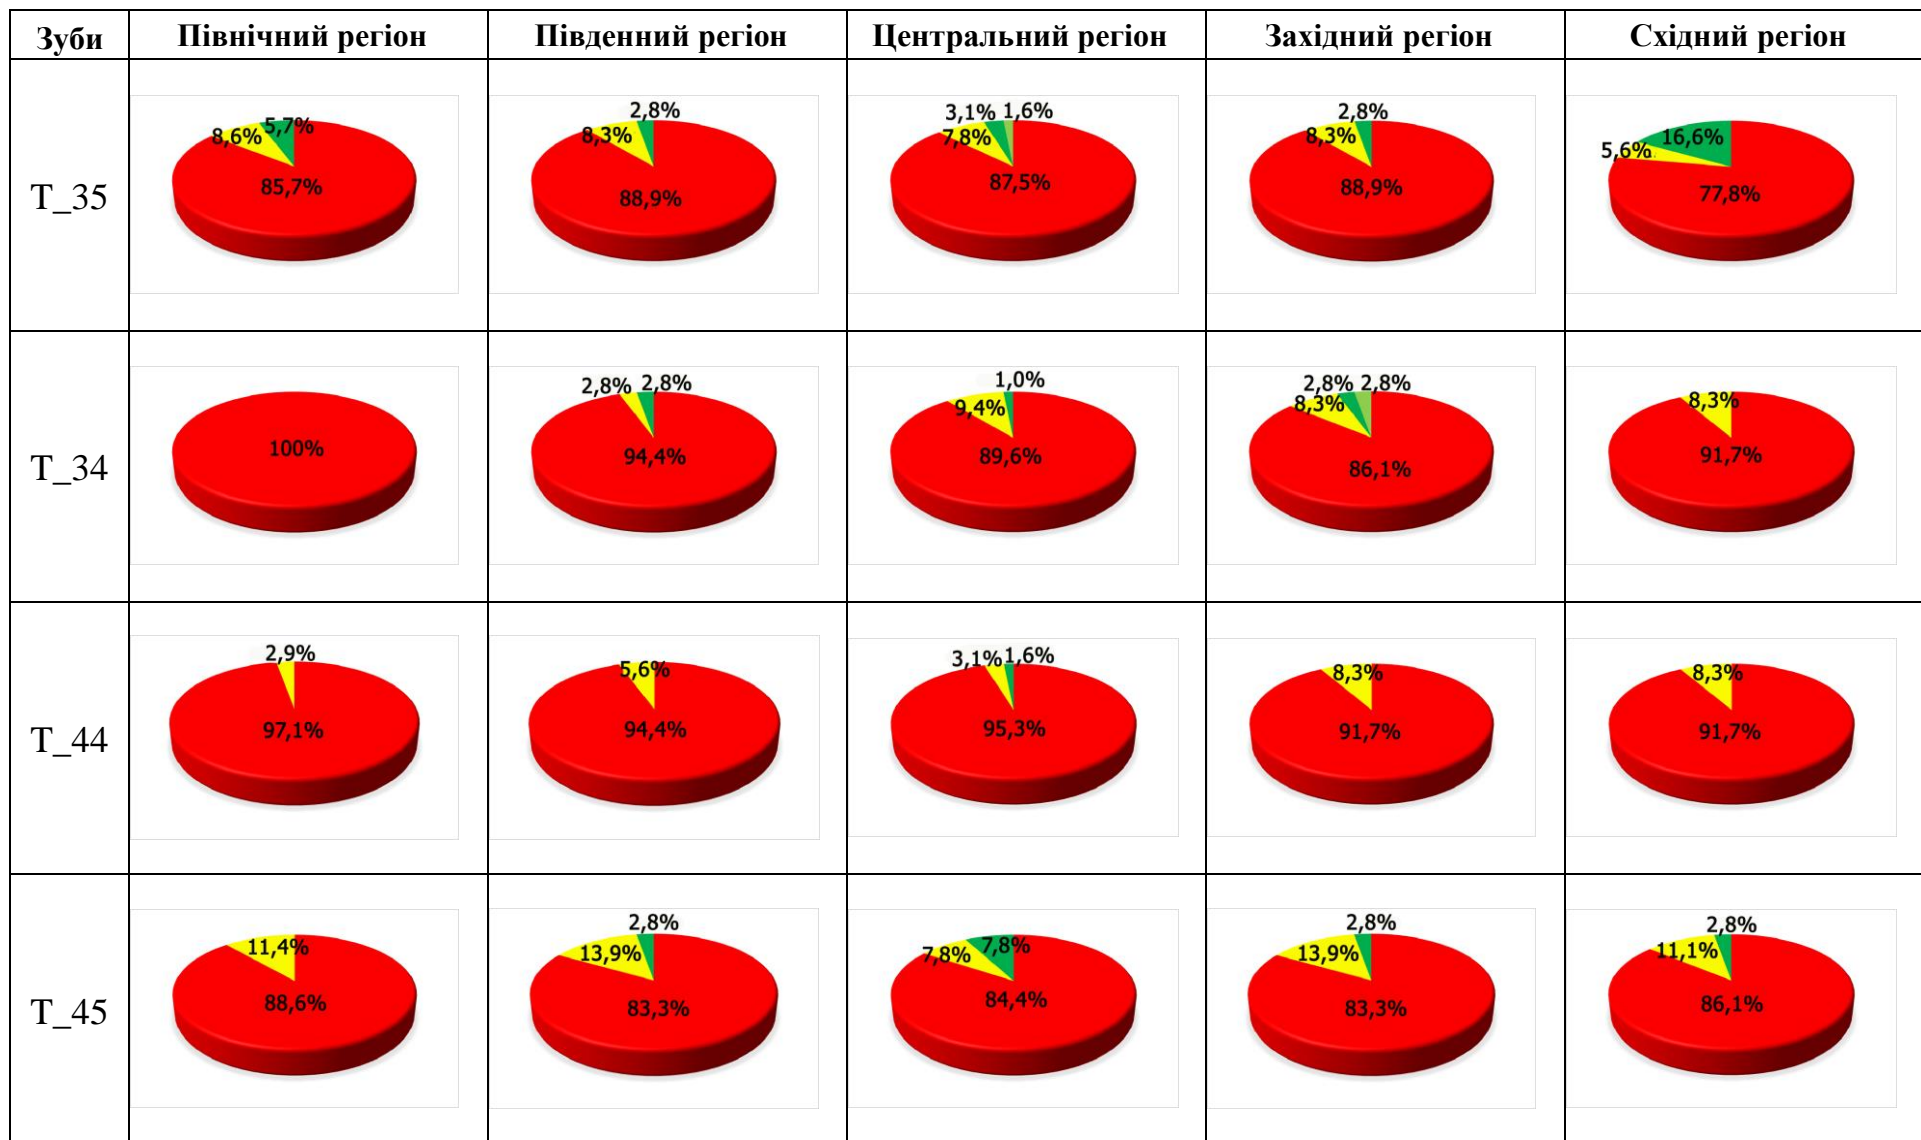 Зуби Північний регіон Південний регіон Центральний регіон Західний регіон Східний регіон
T_35
8,6% 5,7% 85,7%
8,3% 2,8% 88,9%
7,8% 3,1% 1,6% 87,5%
8,3% 2,8% 88,9%
5,6% 16,6% 77,8%
T_34
100%
2,8% 2,8% 94,4%
9,4% 1,0% 89,6%
8,3% 2,8% 2,8% 86,1%
8,3% 91,7%
T_44
2,9% 97,1%
5,6% 94,4%
3,1% 1,6% 95,3%
8,3% 91,7%
8,3% 91,7%
T_45
11,4% 88,6%
13,9% 2,8% 83,3%
7,8% 7,8% 84,4%
13,9% 2,8% 83,3%
11,1% 2,8% 86,1%